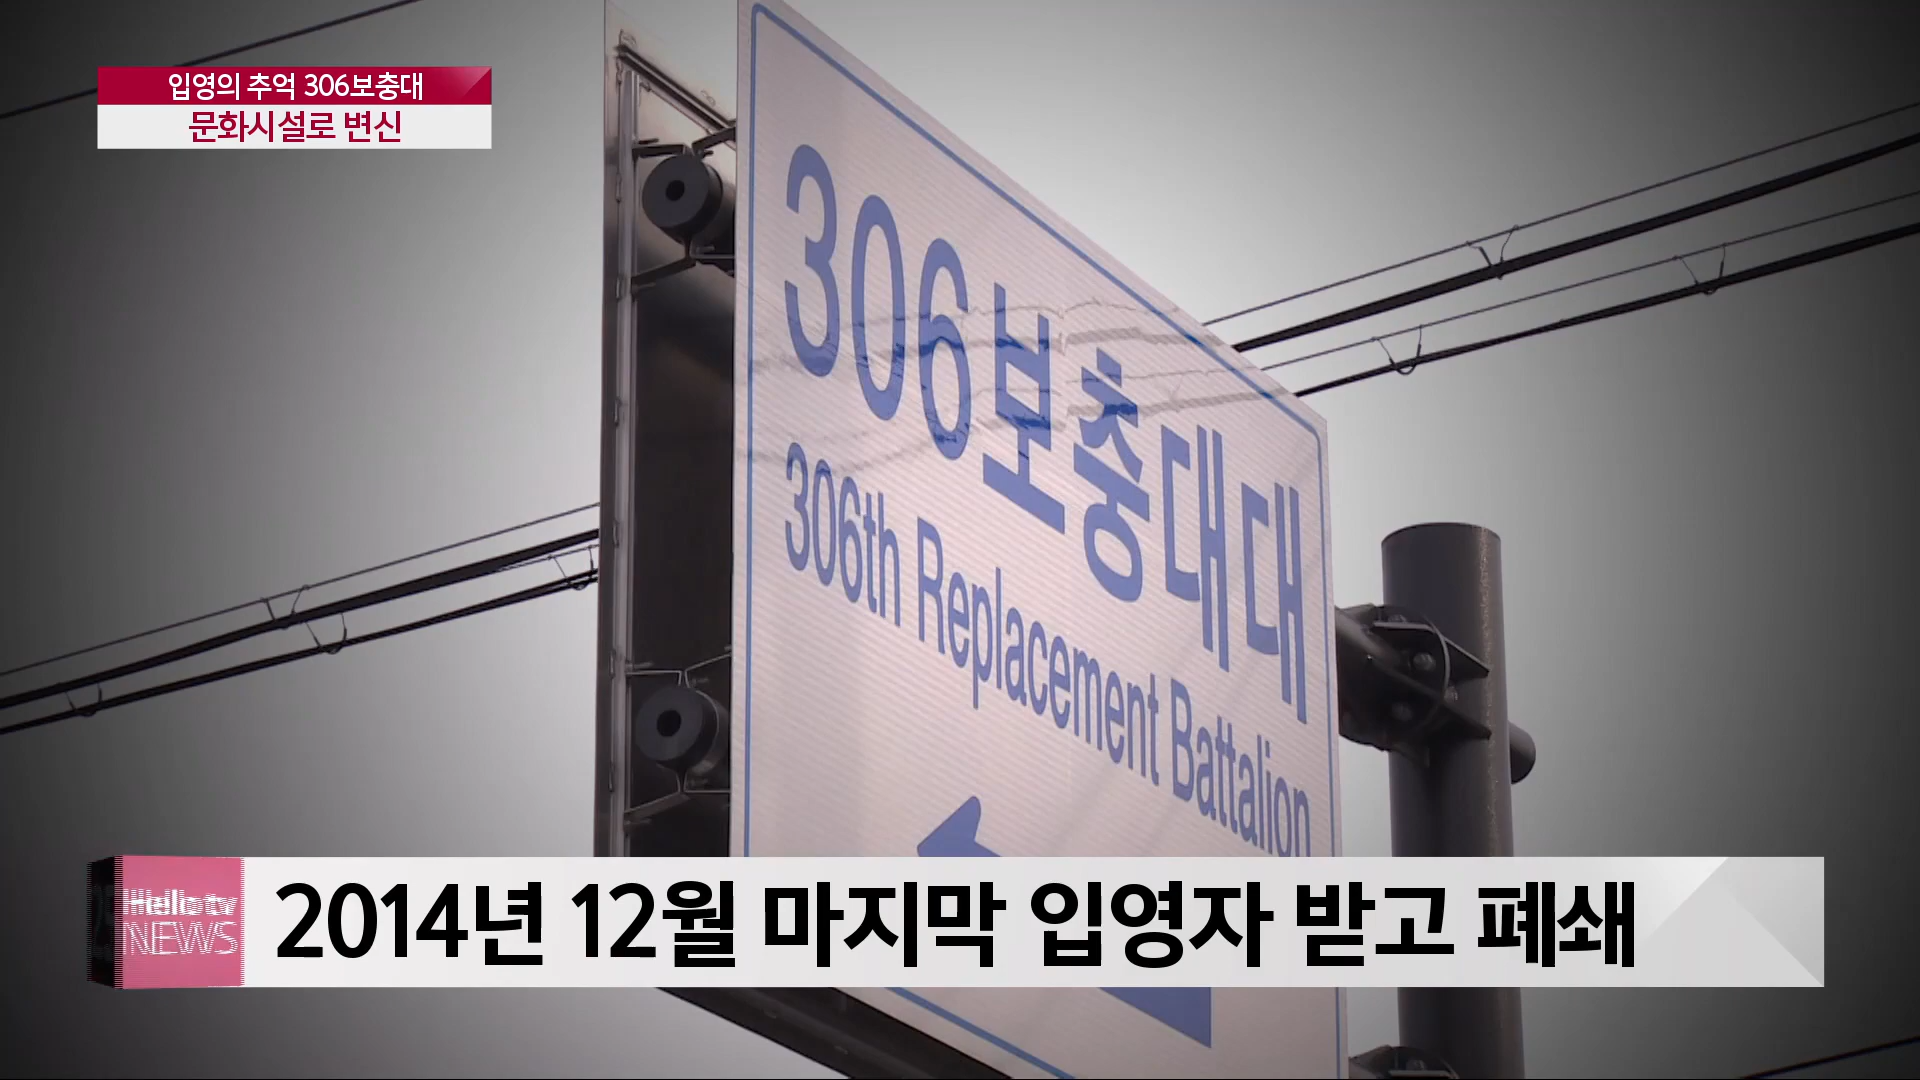 입영의 추억 306보충대
문화시설로 변신
306보충대대
306th Replacement Battalion
Hellotv
NEWS
2014년 12월 마지막 입영자 받고 폐쇄